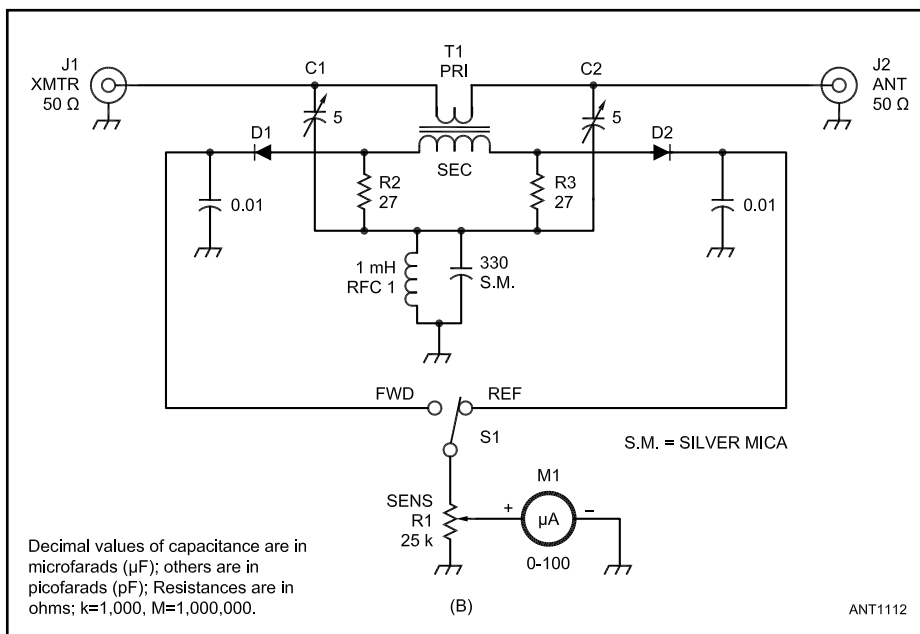 J1
XMTR
50 Ω
C1
5
T1
PRI
C2
5
J2
ANT
50 Ω
D1
D2
SEC
0.01
R2
27
R3
27
0.01
1 mH
RFC 1
330
S.M.
FWD
REF
S1
S.M. = SILVER MICA
SENS
R1
25 k
M1
+
µA
–
0-100
Decimal values of capacitance are in
microfarads (µF); others are in
picofarads (pF); Resistances are in
ohms; k=1,000, M=1,000,000.
(B)
ANT1112